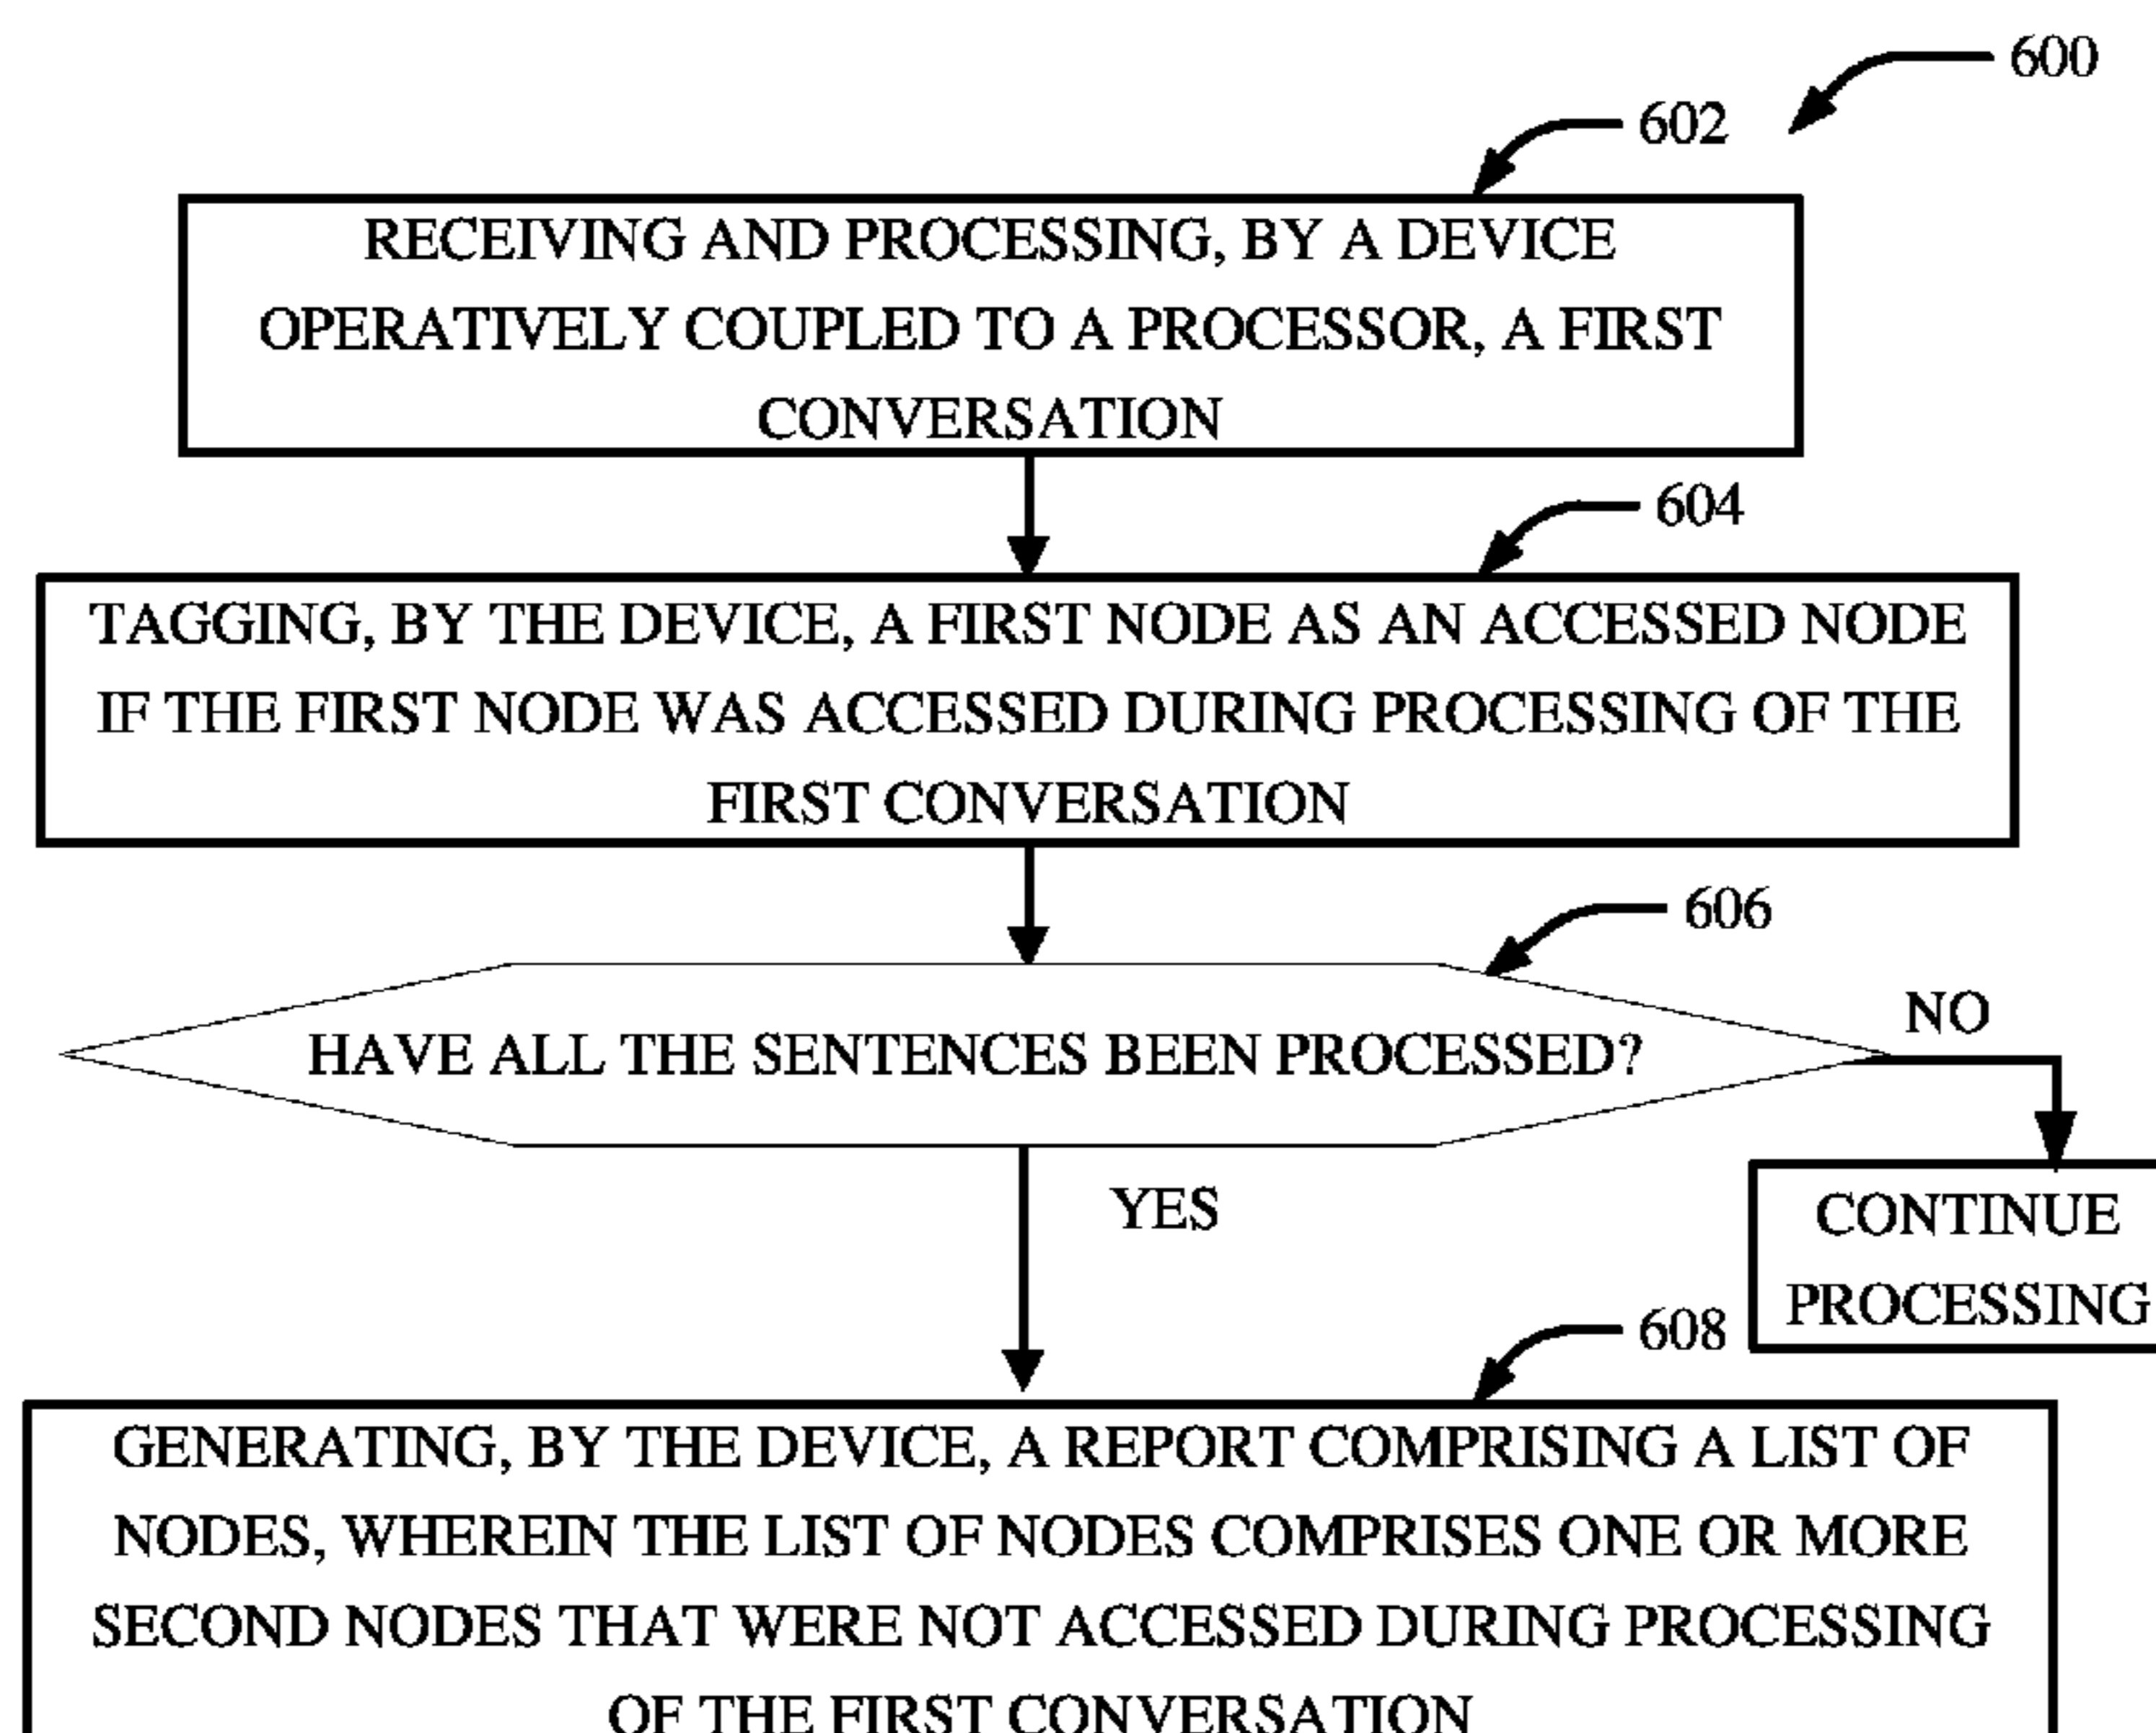 600
602
RECEIVING AND PROCESSING, BY A DEVICE
OPERATIVELY COUPLED TO A PROCESSOR, A FIRST
CONVERSATION
604
TAGGING, BY THE DEVICE, A FIRST NODE AS AN ACCESSED NODE
IF THE FIRST NODE WAS ACCESSED DURING PROCESSING OF THE
FIRST CONVERSATION
606
HAVE ALL THE SENTENCES BEEN PROCESSED?
NO
YES
CONTINUE
PROCESSING
608
GENERATING, BY THE DEVICE, A REPORT COMPRISING A LIST OF
NODES, WHEREIN THE LIST OF NODES COMPRISES ONE OR MORE
SECOND NODES THAT WERE NOT ACCESSED DURING PROCESSING
OF THE FIRST CONVERSATION